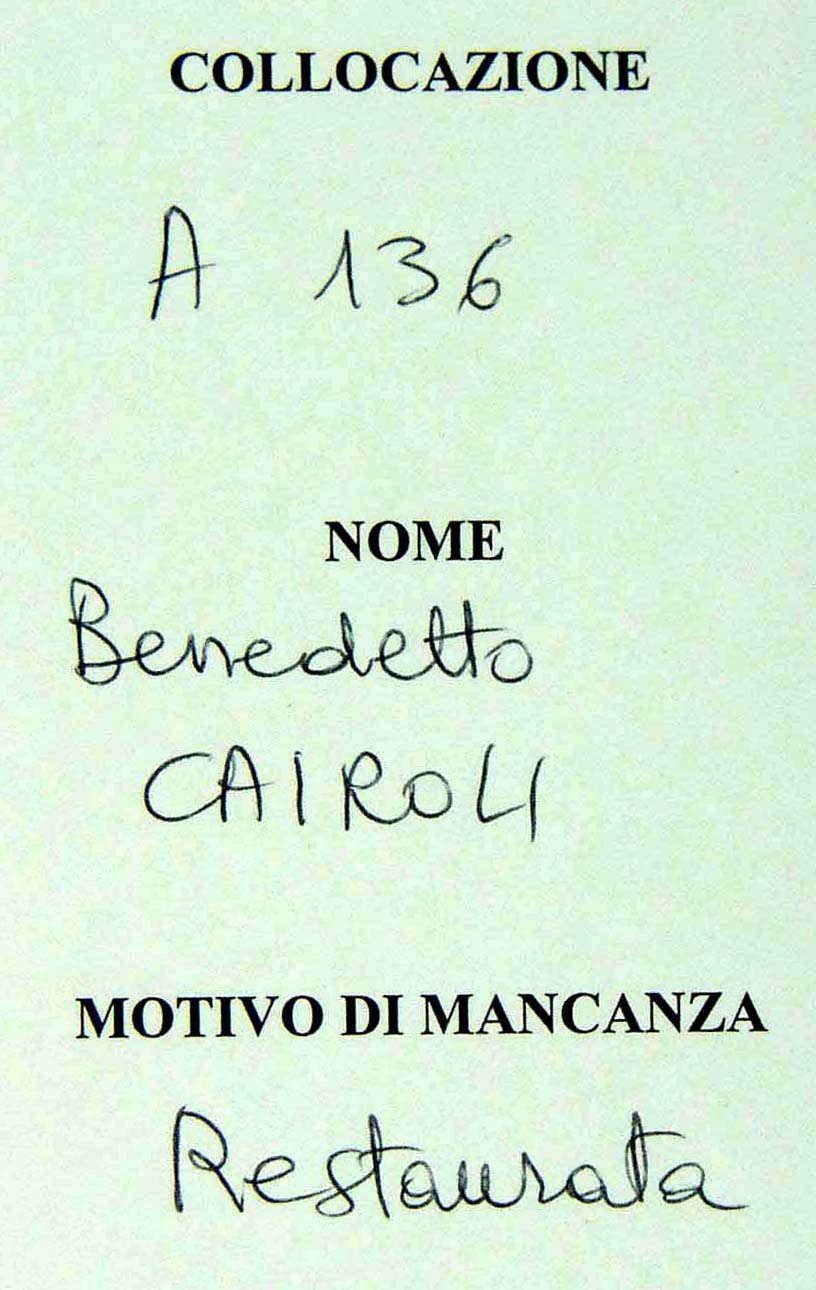 COLLOCAZIONE
A 136
NOME
Benedetto
CAIROLI
MOTIVO DI MANCANZA
Restaurata